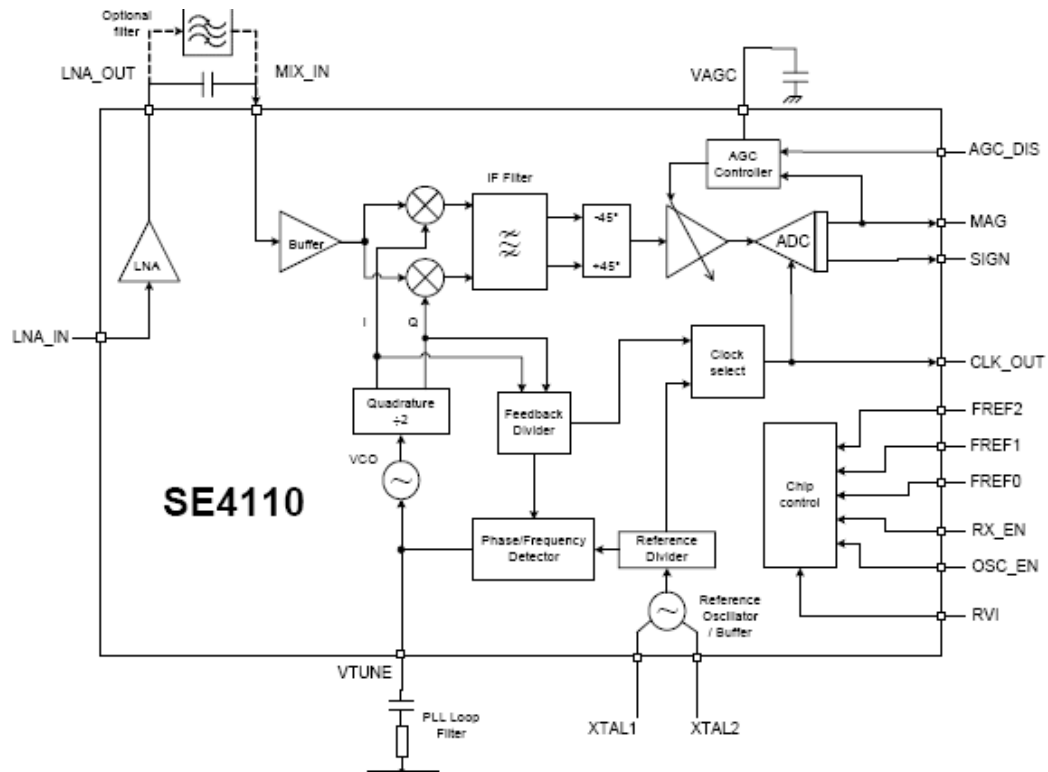 Optional
filter
LNA_OUT
MIX_IN
VAGC
AGC_DIS
AGC
Controller
IF Filter
MAG
-45°
+45°
Buffer
ADC
LNA
SIGN
LNA_IN
I
Q
Clock
select
CLK_OUT
Quadrature
÷2
Feedback
Divider
FREF2
FREF1
VCO
FREF0
Chip
control
SE4110
RX_EN
Phase/Frequency
Detector
Reference
Divider
OSC_EN
Reference
Oscillator
/ Buffer
RVI
VTUNE
PLL Loop
Filter
XTAL1
XTAL2